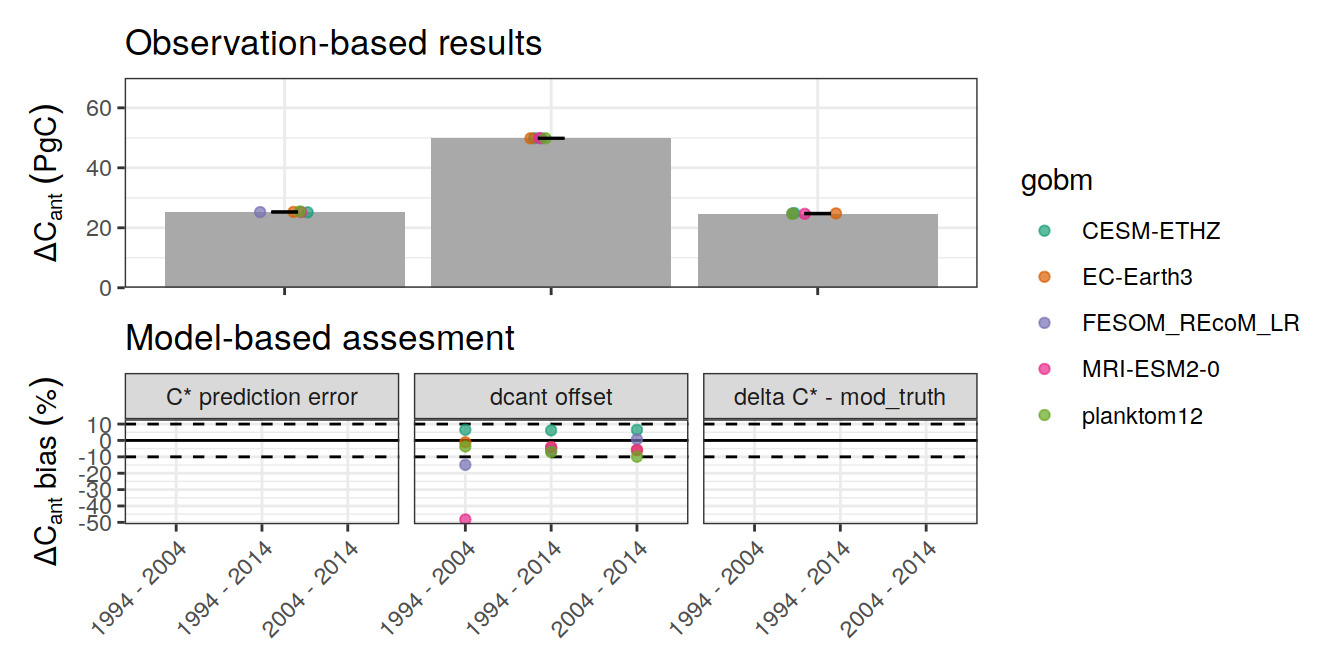 Observation-based results
ΔCant (PgC)
60
40
20
0
Model-based assesment
ΔCant bias (%)
C* prediction error
dcant offset
delta C* - mod_truth
10
0
-10
-20
-30
-40
-50
1994 - 2004
1994 - 2014
2004 - 2014
1994 - 2004
1994 - 2014
2004 - 2014
1994 - 2004
1994 - 2014
2004 - 2014
gobm
CESM-ETHZ
EC-Earth3
FESOM_REcoM_LR
MRI-ESM2-0
planktom12